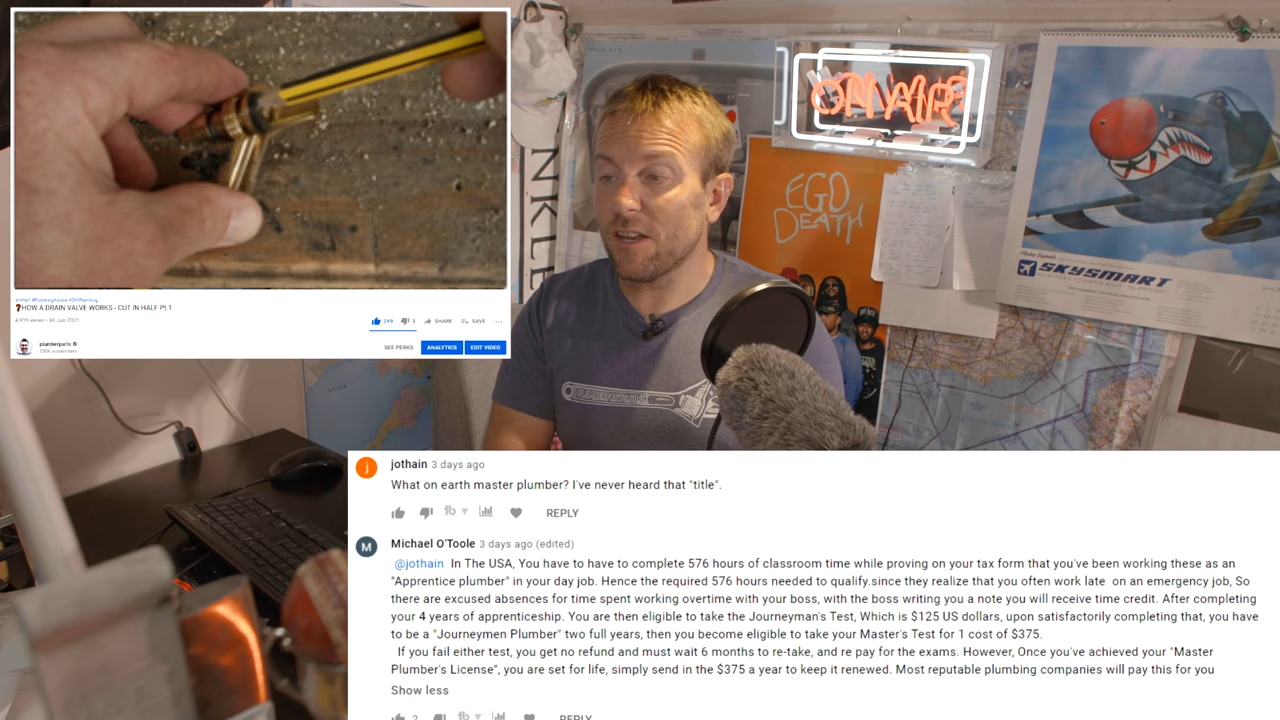 #InHalf #PlumbingAdvice #DIYPlumbing
❓HOW A DRAIN VALVE WORKS - CUT IN HALF Pt.1
4,919 views • 30 Jun 2021
249
3
SHARE
SAVE
plumberparts
SEE PERKS
ANALYTICS
EDIT VIDEO
ON AIR
EGO
DEATH
NKLE
SKYSMART
jothain 3 days ago
What on earth master plumber? I've never heard that "title".
REPLY
Michael O'Toole 3 days ago (edited)
@jothain In The USA, You have to have to complete 576 hours of classroom time while proving on your tax form that you've been working these as an
"Apprentice plumber" in your day job. Hence the required 576 hours needed to qualify.since they realize that you often work late on an emergency job, So
there are excused absences for time spent working overtime with your boss, with the boss writing you a note you will receive time credit. After completing
your 4 years of apprenticeship. You are then eligible to take the Journeyman's Test, Which is $125 US dollars, upon satisfactorily completing that, you have
to be a "Journeymen Plumber" two full years, then you become eligible to take your Master's Test for 1 cost of $375.
If you fail either test, you get no refund and must wait 6 months to re-take, and re pay for the exams. However, Once you've achieved your "Master
Plumber's License", you are set for life, simply send in the $375 a year to keep it renewed. Most reputable plumbing companies will pay this for you
Show less
2
REPLY